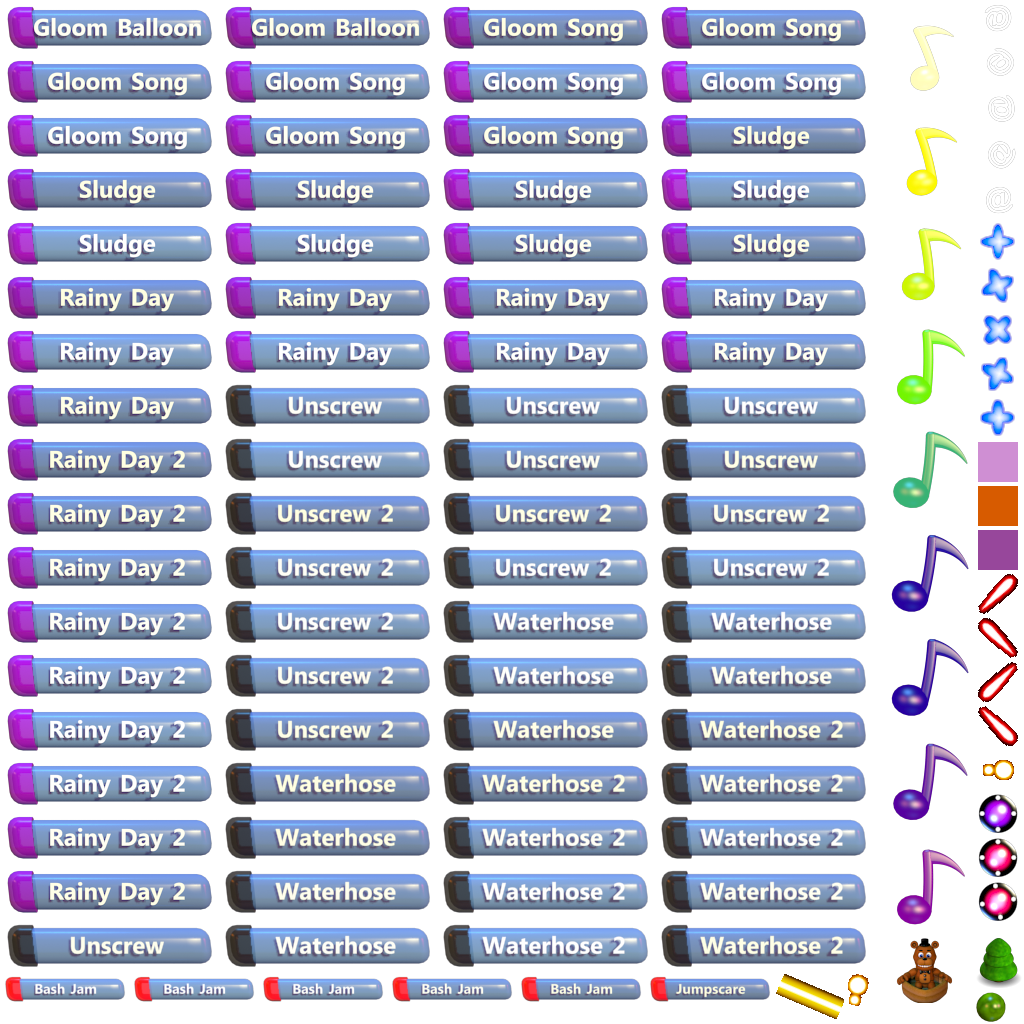 Gloom Balloon Gloom Balloon Gloom Song Gloom Song
Gloom Song Gloom Song Gloom Song Gloom Song
Gloom Song Gloom Song Gloom Song Sludge
Sludge Sludge Sludge Sludge
Sludge Sludge Sludge Sludge
Rainy Day Rainy Day Rainy Day Rainy Day
Rainy Day Rainy Day Rainy Day Rainy Day
Rainy Day Unscrew Unscrew Unscrew
Rainy Day 2 Unscrew Unscrew Unscrew
Rainy Day 2 Unscrew 2 Unscrew 2 Unscrew 2
Rainy Day 2 Unscrew 2 Unscrew 2 Unscrew 2
Rainy Day 2 Unscrew 2 Waterhose Waterhose
Rainy Day 2 Unscrew 2 Waterhose Waterhose
Rainy Day 2 Unscrew 2 Waterhose Waterhose 2
Rainy Day 2 Waterhose Waterhose 2 Waterhose 2
Rainy Day 2 Waterhose Waterhose 2 Waterhose 2
Rainy Day 2 Waterhose Waterhose 2 Waterhose 2
Unscrew Waterhose Waterhose 2 Waterhose 2
Bash Jam Bash Jam Bash Jam Bash Jam Bash Jam Jumpscare
@
@
@
@
@